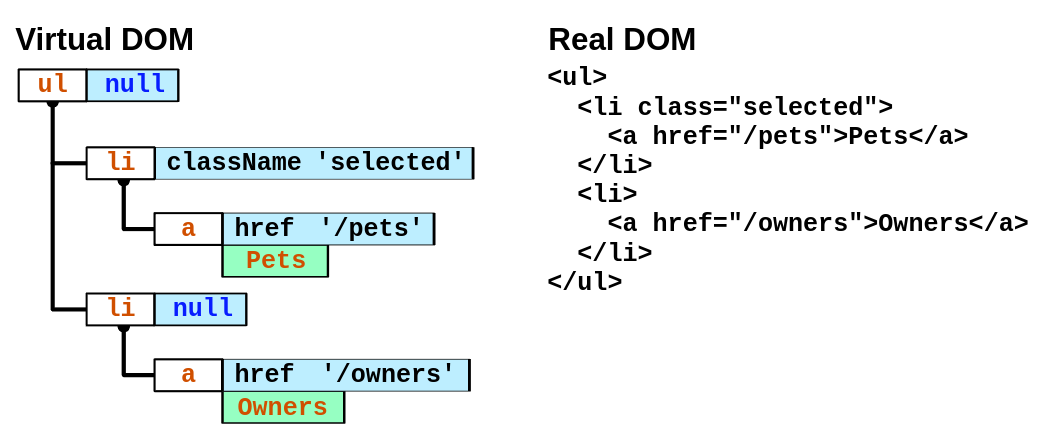 Virtual DOM
ul null
li className 'selected'
a href '/pets'
Pets
li null
a href '/owners'
Owners
Real DOM
<ul>
  <li class="selected">
    <a href="/pets">Pets</a>
  </li>
  <li>
    <a href="/owners">Owners</a>
  </li>
</ul>